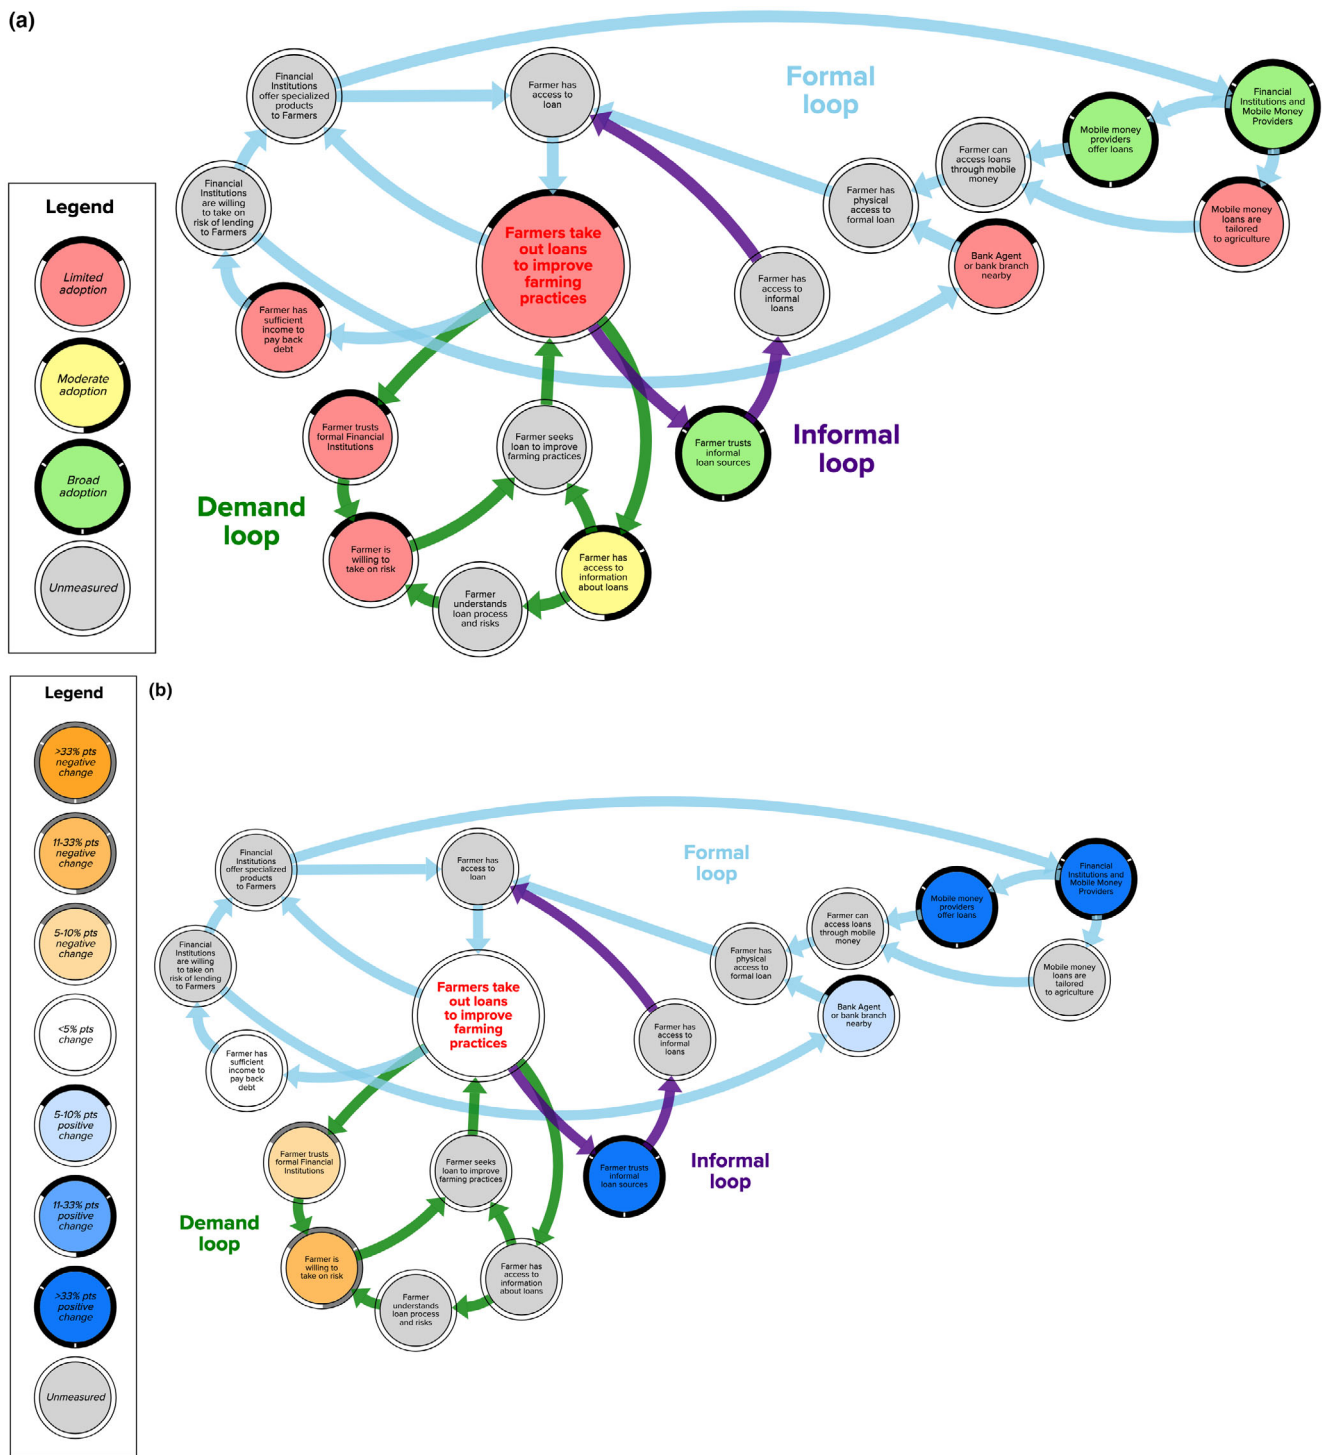 (a)
Formal
loop
Financial
Institutions
offer specialized
products
to Farmers
Farmer has
access to
loan
Financial
Institutions and
Mobile Money
Providers
Mobile money
providers
offer loans
Farmer can
access loans
through mobile
money
Farmer has
physical
access to
formal loan
Mobile money
loans are
tailored
to agriculture
Bank Agent
or bank branch
nearby
Financial
Institutions
are willing
to take on
risk of lending
to Farmers
Farmers take
out loans
to improve
farming
practices
Farmer has
access to
informal
loans
Farmer has
sufficient
income to
pay back
debt
Farmer trusts
formal Financial
Institutions
Farmer seeks
loan to improve
farming practices
Farmer trusts
informal
loan sources
Informal
loop
Demand
loop
Farmer is
willing to
take on risk
Farmer
understands
loan process
and risks
Farmer has
access to
information
about loans
Legend
Limited
adoption
Moderate
adoption
Broad
adoption
Unmeasured
(b)
Legend
>33% pts
negative
change
11-33% pts
negative
change
5-10% pts
negative
change
<5% pts
change
5-10% pts
positive
change
11-33% pts
positive
change
>33% pts
positive
change
Unmeasured
Formal
loop
Financial
Institutions
offer specialized
products
to Farmers
Farmer has
access to
loan
Financial
Institutions and
Mobile Money
Providers
Mobile money
providers
offer loans
Farmer can
access loans
through mobile
money
Farmer has
physical
access to
formal loan
Mobile money
loans are
tailored
to agriculture
Bank Agent
or bank branch
nearby
Financial
Institutions
are willing
to take on
risk of lending
to Farmers
Farmers take
out loans
to improve
farming
practices
Farmer has
access to
informal
loans
Farmer has
sufficient
income to
pay back
debt
Farmer trusts
formal Financial
Institutions
Farmer seeks
loan to improve
farming practices
Farmer trusts
informal
loan sources
Informal
loop
Demand
loop
Farmer is
willing to
take on risk
Farmer
understands
loan process
and risks
Farmer has
access to
information
about loans